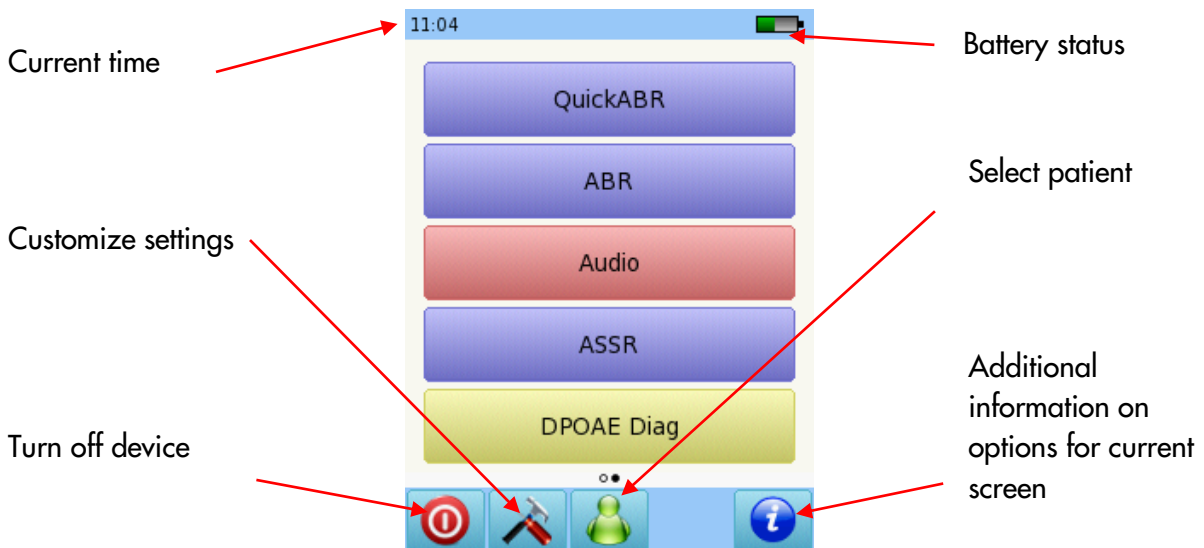 11:04
Current time
Battery status
QuickABR
ABR
Select patient
Customize settings
Audio
ASSR
DPOAE Diag
Turn off device
Additional
information on
options for current
screen